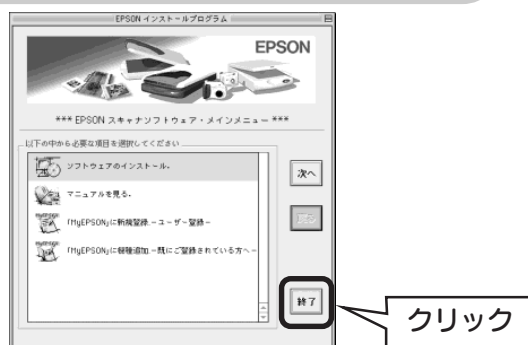 EPSON インストールプログラム
EPSON
*** EPSON スキャナソフトウェア・メインメニュー ***
以下の中から必要な項目を選択してください
ソフトウェアのインストール。
マニュアルを見る。
「MyEPSON」に新規登録。－ユーザー登録－
「MyEPSON」に機種追加。－既にご登録されている方へ－
次へ
終了
クリック